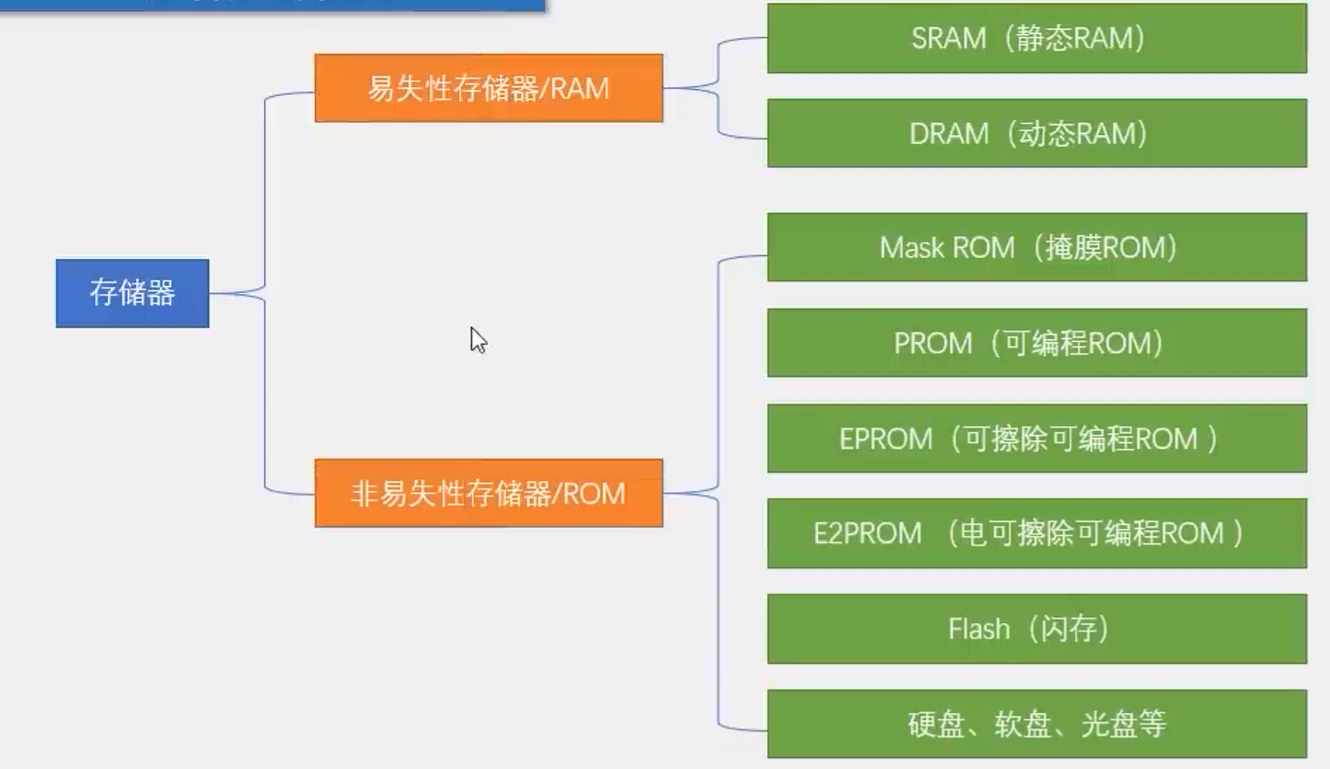 易失性存储器/RAM
SRAM（静态RAM）
DRAM（动态RAM）
存储器
非易失性存储器/ROM
Mask ROM（掩膜ROM）
PROM（可编程ROM）
EPROM（可擦除可编程ROM ）
E2PROM （电可擦除可编程ROM ）
Flash（闪存）
硬盘、软盘、光盘等